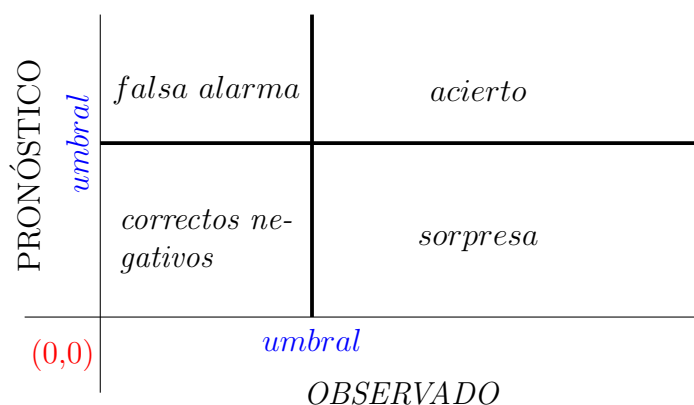 PRONÓSTICO
umbral
falsa alarma
acierto
correctos ne-
gativos
sorpresa
(0,0)
umbral
OBSERVADO